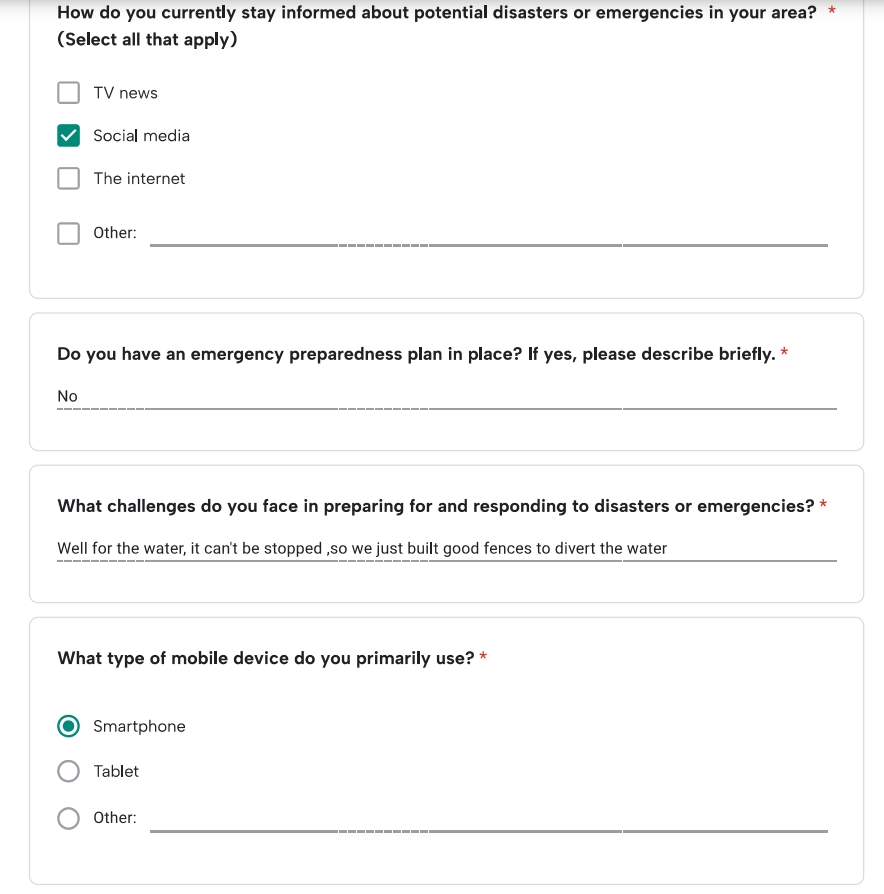 How do you currently stay informed about potential disasters or emergencies in your area? *
(Select all that apply)
TV news
Social media
The internet
Other:
Do you have an emergency preparedness plan in place? If yes, please describe briefly. *
No
What challenges do you face in preparing for and responding to disasters or emergencies? *
Well for the water, it can't be stopped ,so we just built good fences to divert the water
What type of mobile device do you primarily use? *
Smartphone
Tablet
Other: